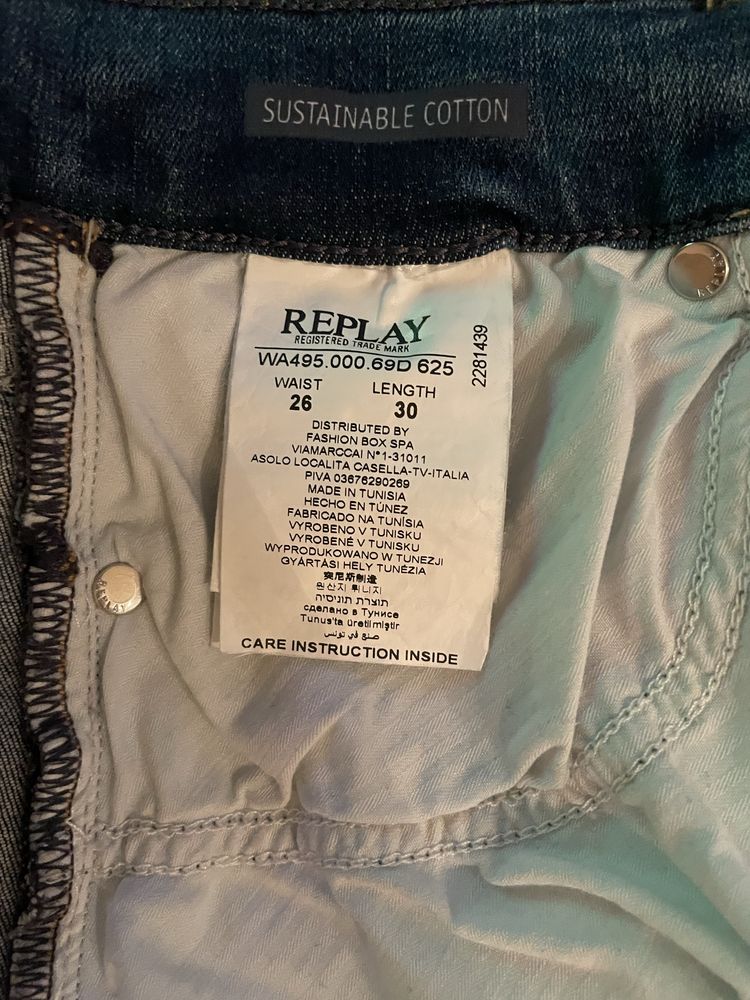 SUSTAINABLE COTTON
REPLAY
REGISTERED TRADE MARK
WA495.000.69D 625
2281439
WAIST LENGTH
26 30
DISTRIBUTED BY
FASHION BOX SPA
VIAMARCCAI N°1-31011
ASOLO LOCALITA CASELLA-TV-ITALIA
PIVA 03676290269
MADE IN TUNISIA
HECHO EN TÚNEZ
FABRICADO NA TUNÍSIA
VYROBENO V TUNISKU
VYROBENÉ V TUNISKU
WYPRODUKOWANO W TUNEZJI
GYÁRTÁSI HELY TUNÉZIA
突尼斯制造
원산지 튀니지
תוצרת תוניסיה
сделано в Тунисе
Tunus'ta üretilmiştir
صنع في تونس
CARE INSTRUCTION INSIDE
REPLAY
REPLAY